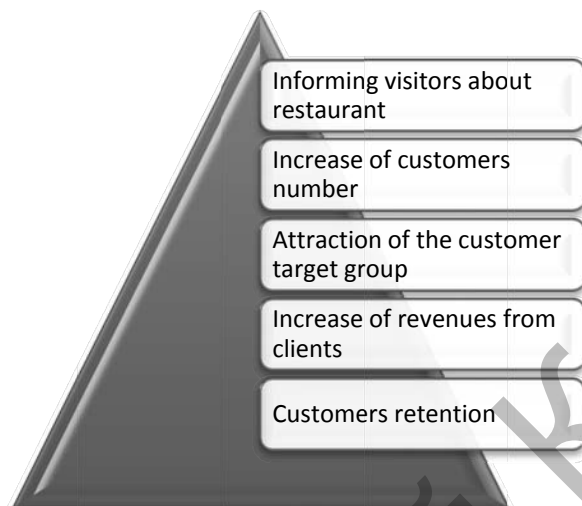 Informing visitors about
restaurant
Increase of customers
number
Attraction of the customer
target group
Increase of revenues from
clients
Customers retention